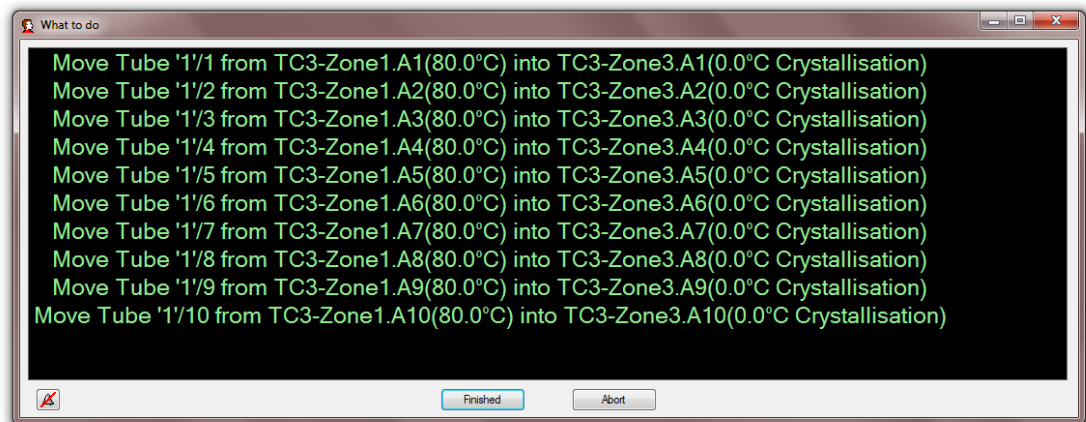 What to do
Move Tube '1'/1 from TC3-Zone1.A1(80.0°C) into TC3-Zone3.A1(0.0°C Crystallisation)
Move Tube '1'/2 from TC3-Zone1.A2(80.0°C) into TC3-Zone3.A2(0.0°C Crystallisation)
Move Tube '1'/3 from TC3-Zone1.A3(80.0°C) into TC3-Zone3.A3(0.0°C Crystallisation)
Move Tube '1'/4 from TC3-Zone1.A4(80.0°C) into TC3-Zone3.A4(0.0°C Crystallisation)
Move Tube '1'/5 from TC3-Zone1.A5(80.0°C) into TC3-Zone3.A5(0.0°C Crystallisation)
Move Tube '1'/6 from TC3-Zone1.A6(80.0°C) into TC3-Zone3.A6(0.0°C Crystallisation)
Move Tube '1'/7 from TC3-Zone1.A7(80.0°C) into TC3-Zone3.A7(0.0°C Crystallisation)
Move Tube '1'/8 from TC3-Zone1.A8(80.0°C) into TC3-Zone3.A8(0.0°C Crystallisation)
Move Tube '1'/9 from TC3-Zone1.A9(80.0°C) into TC3-Zone3.A9(0.0°C Crystallisation)
Move Tube '1'/10 from TC3-Zone1.A10(80.0°C) into TC3-Zone3.A10(0.0°C Crystallisation)
Finished Abort